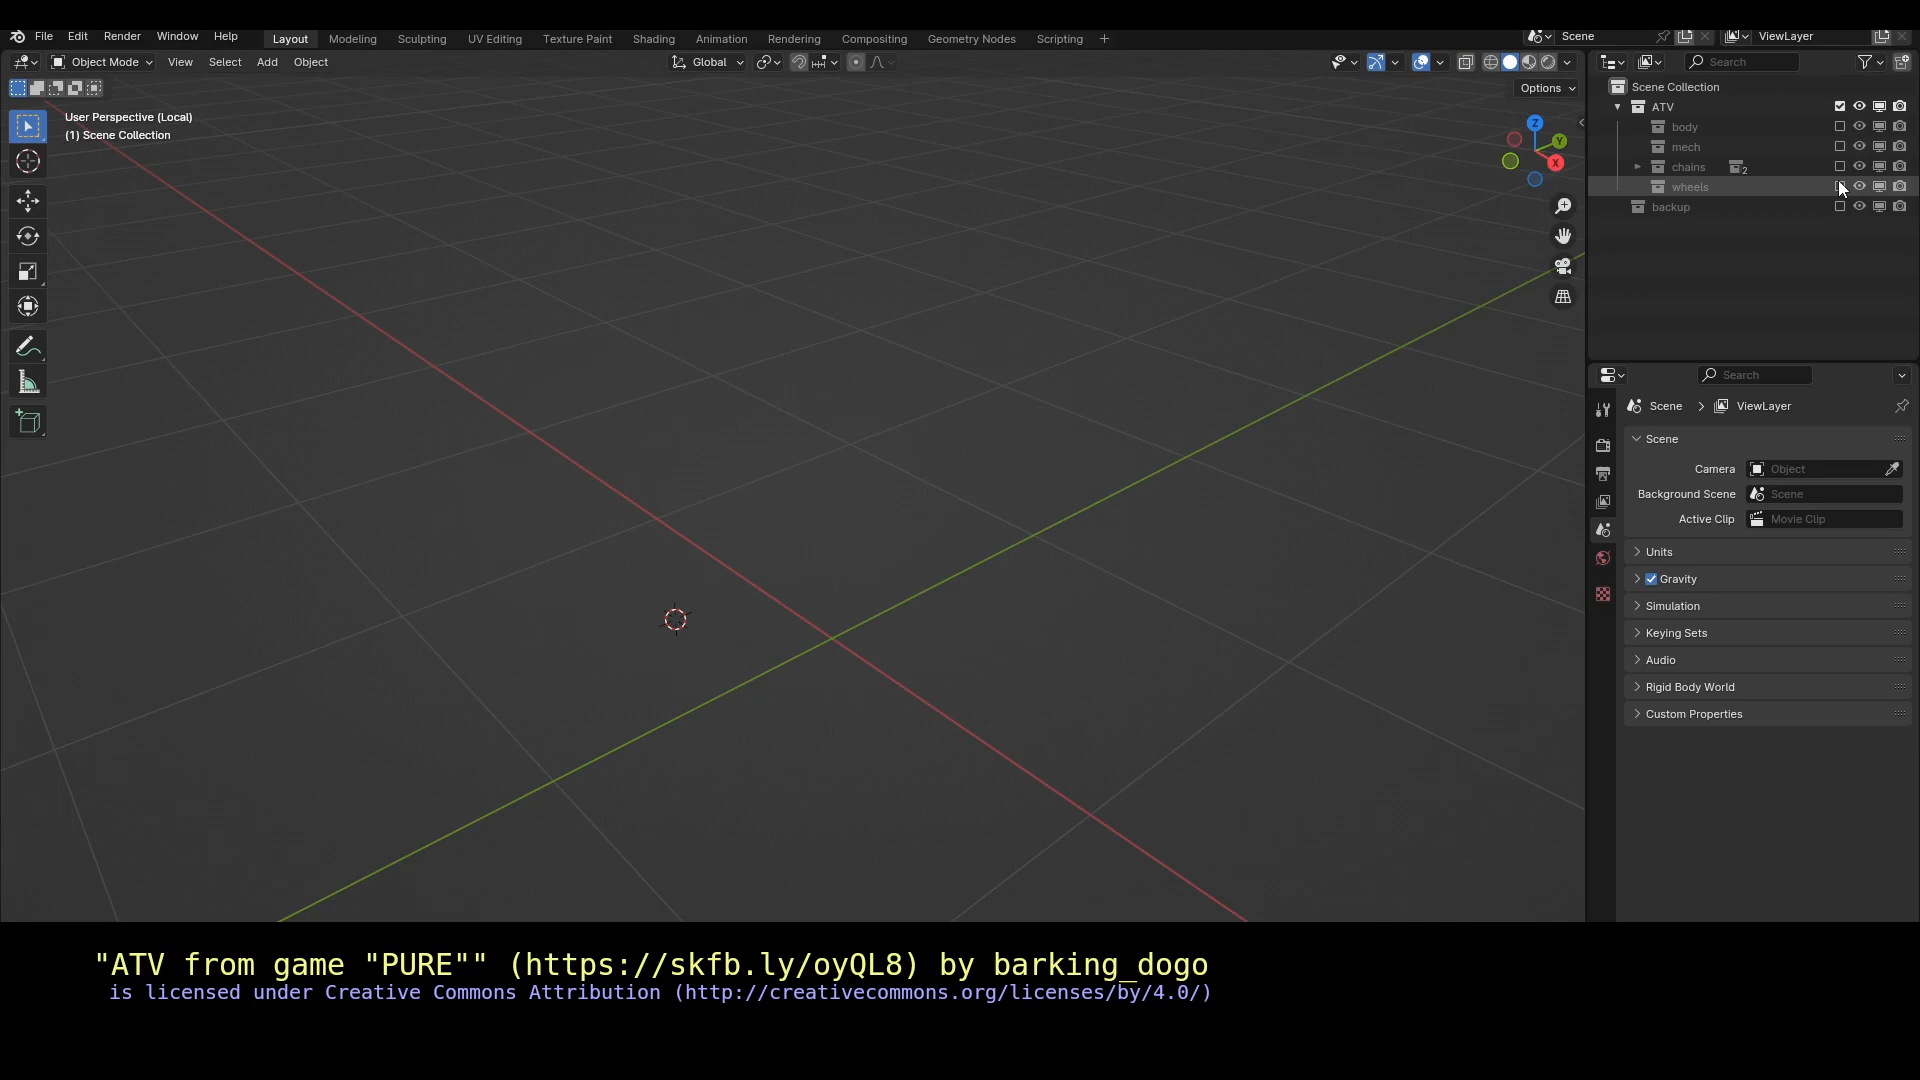 File Edit Render Window Help Layout Modeling Sculpting UV Editing Texture Paint Shading Animation Rendering Compositing Geometry Nodes Scripting + Scene ViewLayer
Object Mode View Select Add Object Global Search
Options
User Perspective (Local)
(1) Scene Collection
Z
Y
X
Scene Collection
ATV
body
mech
chains 2
wheels
backup
Search
Scene > ViewLayer
Scene
Camera Object
Background Scene Scene
Active Clip Movie Clip
Units
Gravity
Simulation
Keying Sets
Audio
Rigid Body World
Custom Properties
"ATV from game "PURE"" (https://skfb.ly/oyQL8) by barking_dogo
is licensed under Creative Commons Attribution (http://creativecommons.org/licenses/by/4.0/)